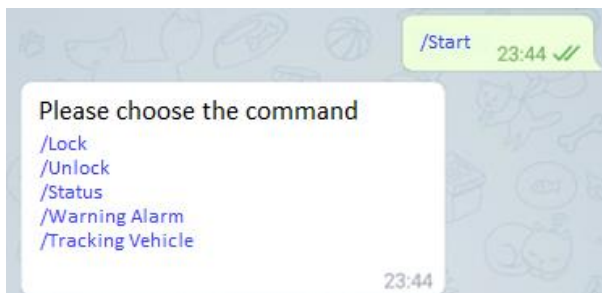 /Start
23:44
Please choose the command
/Lock
/Unlock
/Status
/Warning Alarm
/Tracking Vehicle
23:44